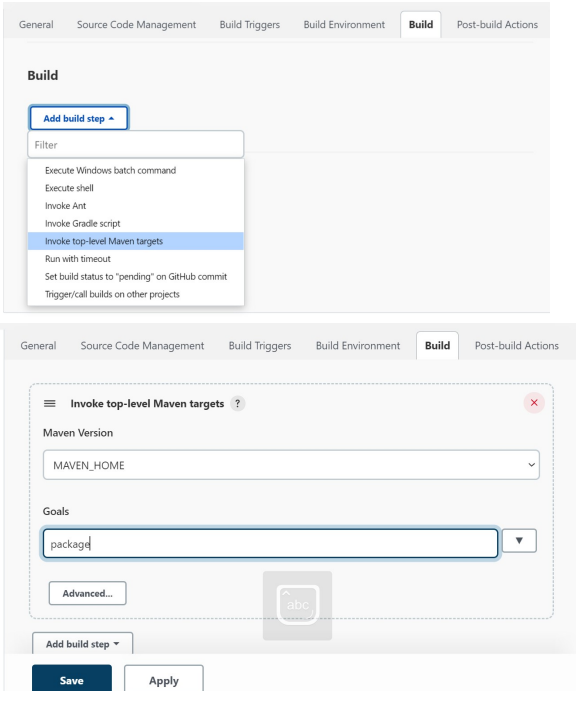 General Source Code Management Build Triggers Build Environment Build Post-build Actions
Build
Add build step
Filter
Execute Windows batch command
Execute shell
Invoke Ant
Invoke Gradle script
Invoke top-level Maven targets
Run with timeout
Set build status to "pending" on GitHub commit
Trigger/call builds on other projects
General Source Code Management Build Triggers Build Environment Build Post-build Actions
Invoke top-level Maven targets ?
Maven Version
MAVEN_HOME
Goals
package
Advanced...
abc
Add build step
Save Apply